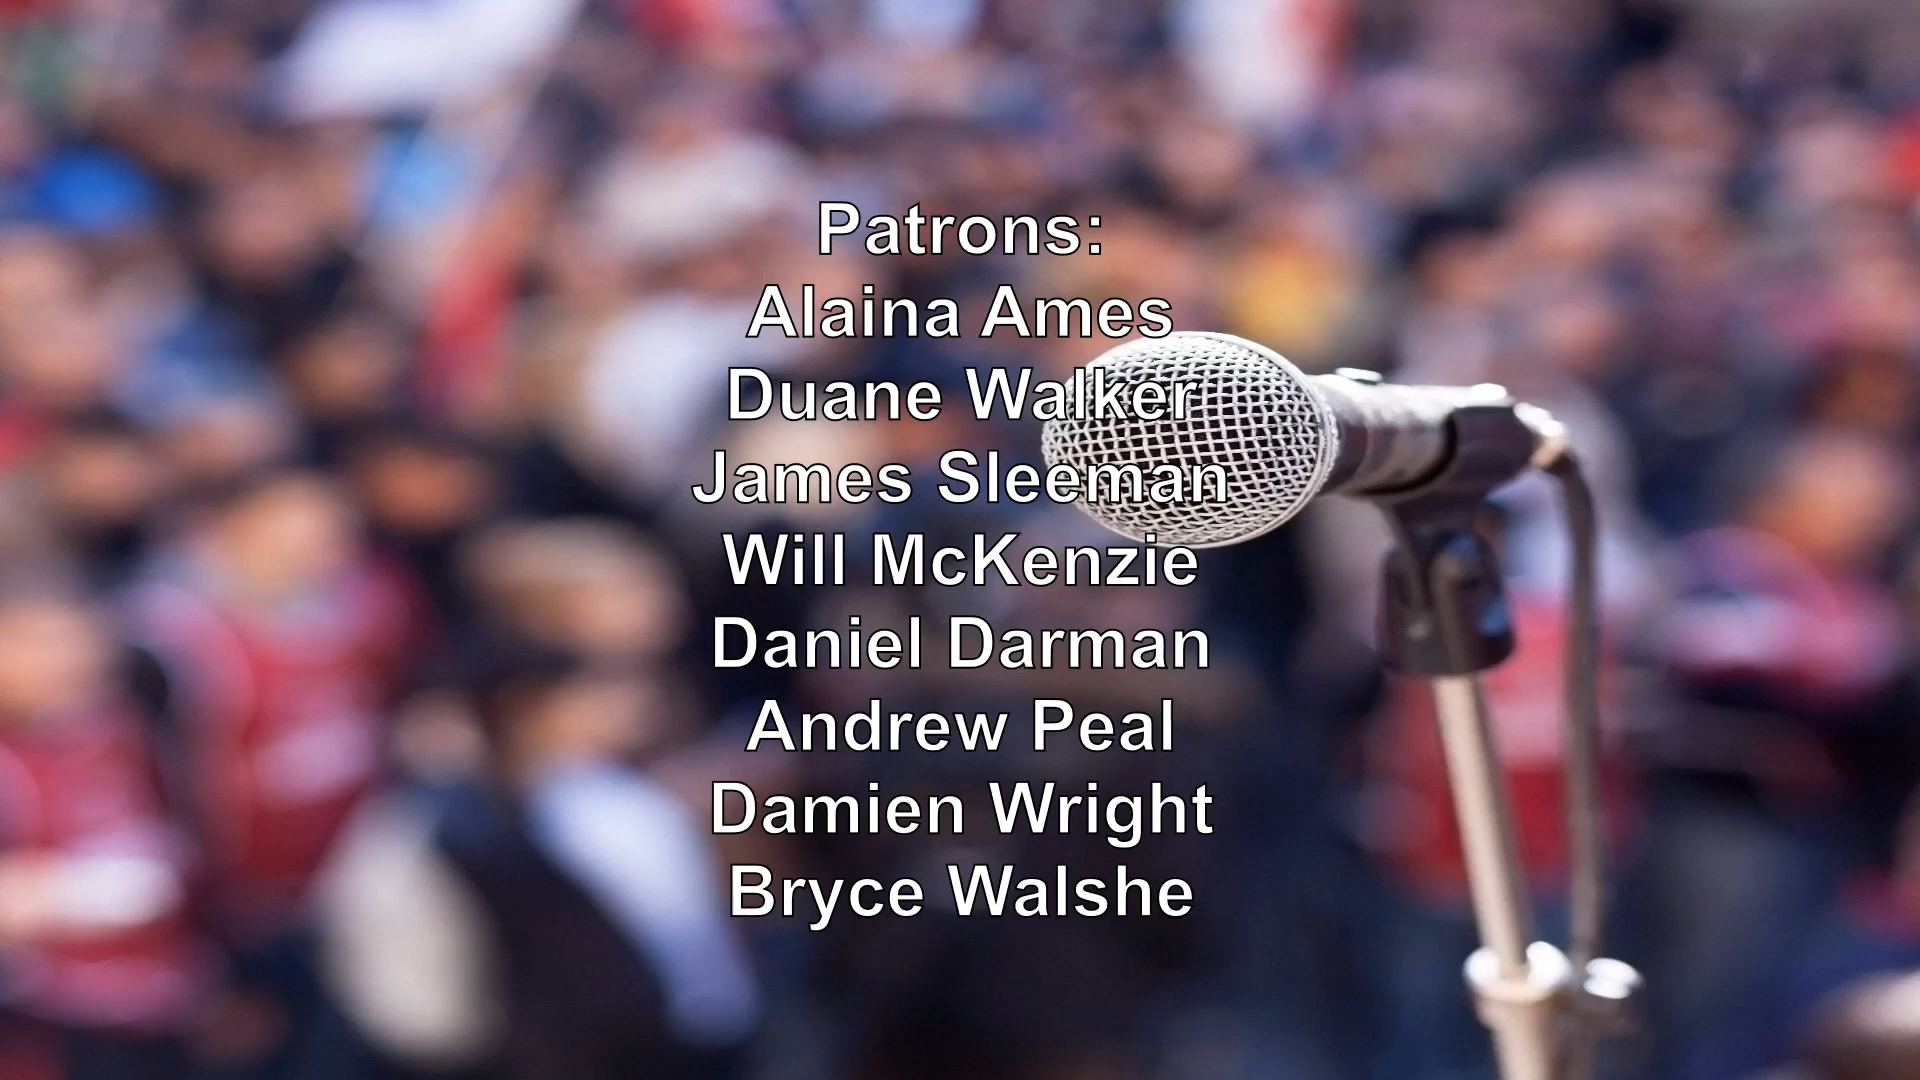 Patrons:
Alaina Ames
Duane Walker
James Sleeman
Will McKenzie
Daniel Darman
Andrew Peal
Damien Wright
Bryce Walshe